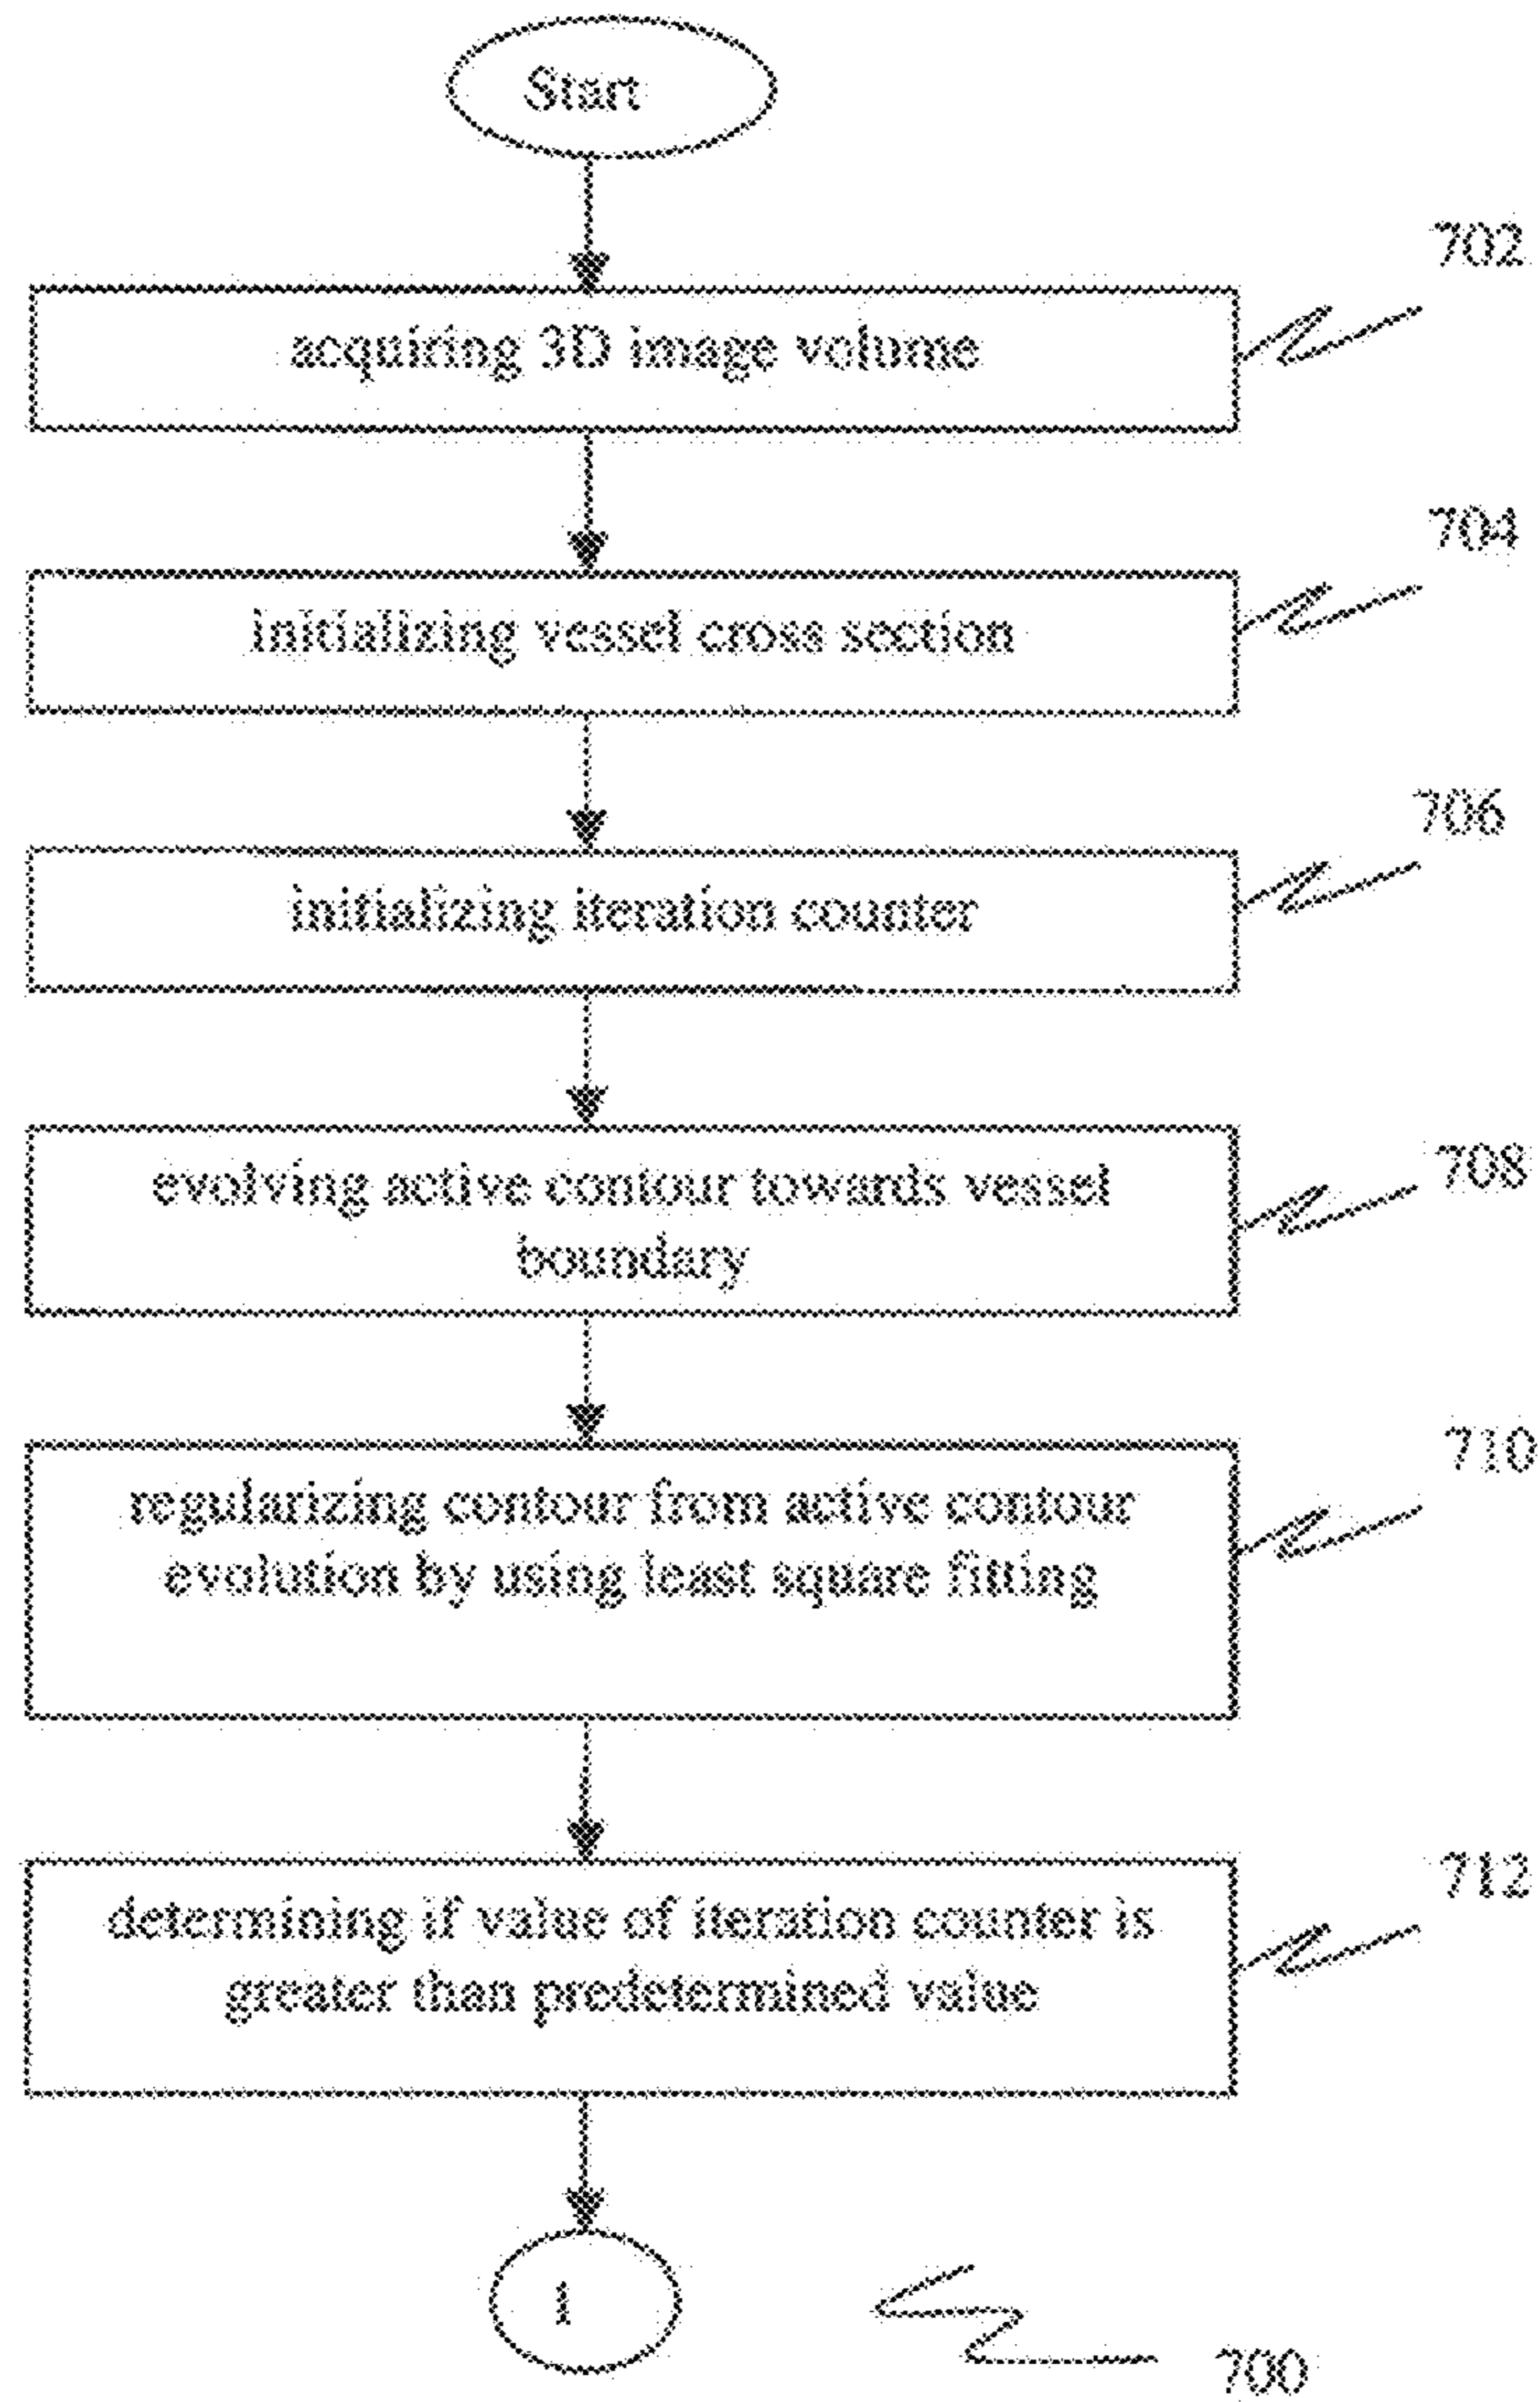 Start
702
acquiring 3D image volume
704
initializing vessel cross section
706
initializing iteration counter
708
evolving active contour towards vessel
boundary
710
regularizing contour from active contour
evolution by using least square fitting
712
determining if value of iteration counter is
greater than predetermined value
1
700